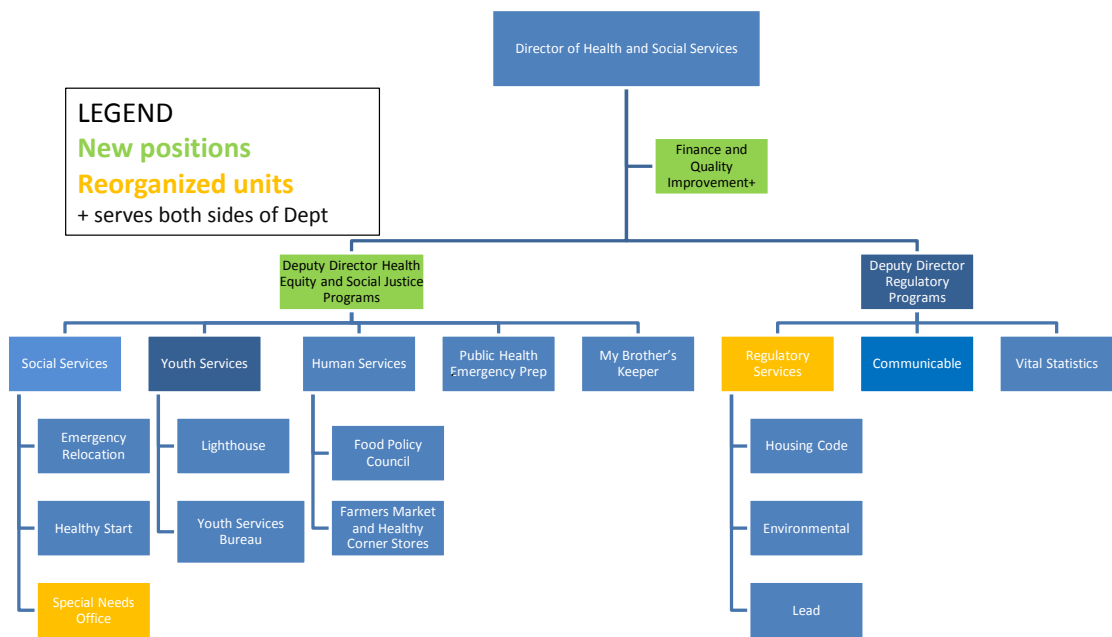 Director of Health and Social Services
LEGEND
New positions
Reorganized units
+ serves both sides of Dept
Finance and
Quality
Improvement+
Deputy Director Health
Equity and Social Justice
Programs
Deputy Director
Regulatory
Programs
Social Services
Youth Services
Human Services
Public Health
Emergency Prep
My Brother's
Keeper
Regulatory
Services
Communicable
Vital Statistics
Emergency
Relocation
Lighthouse
Food Policy
Council
Housing Code
Healthy Start
Youth Services
Bureau
Farmers Market
and Healthy
Corner Stores
Environmental
Special Needs
Office
Lead